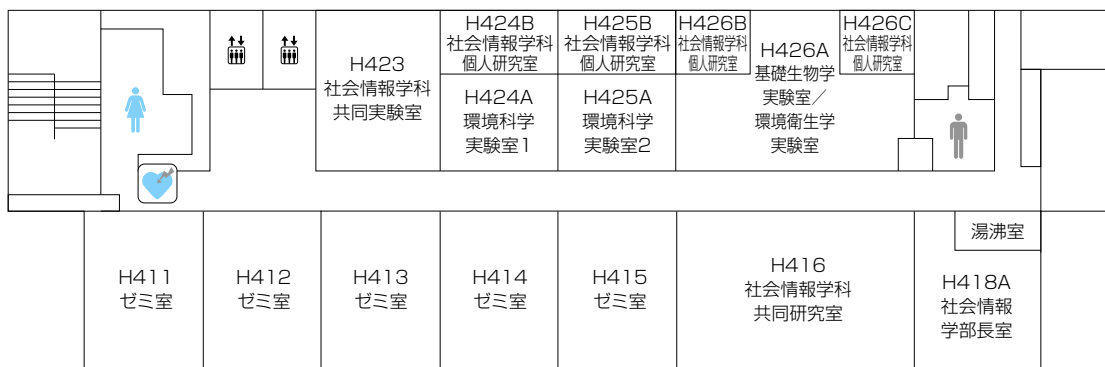 H423
社会情報学科
共同実験室
H424B
社会情報学科
個人研究室
H424A
環境科学
実験室1
H425B
社会情報学科
個人研究室
H425A
環境科学
実験室2
H426B
社会情報学科
個人研究室
H426A
基礎生物学
実験室/
環境衛生学
実験室
H426C
社会情報学科
個人研究室
H411
ゼミ室
H412
ゼミ室
H413
ゼミ室
H414
ゼミ室
H415
ゼミ室
H416
社会情報学科
共同研究室
湯沸室
H418A
社会情報
学部長室